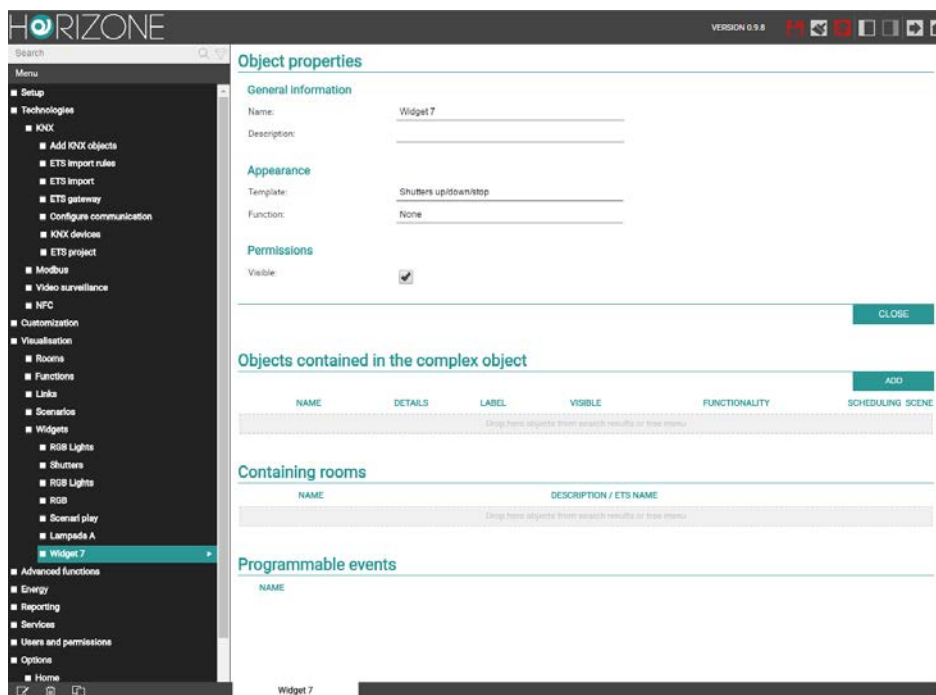 HORIZONE
VERSION 0.9.8
Search
Menu
Setup
Technologies
KNX
Add KNX objects
ETS import rules
ETS import
ETS gateway
Configure communication
KNX devices
ETS project
Modbus
Video surveillance
NFC
Customization
Visualisation
Rooms
Functions
Links
Scenarios
Widgets
RGB Lights
Shutters
RGB Lights
RGB
Scenari play
Lampada A
Widget 7
Advanced functions
Energy
Reporting
Services
Users and permissions
Options
Home
Object properties
General information
Name: Widget 7
Description:
Appearance
Template: Shutters up/down/stop
Function: None
Permissions
Visible:
CLOSE
Objects contained in the complex object
ADD
NAME DETAILS LABEL VISIBLE FUNCTIONALITY SCHEDULING SCENE
Drop here objects from search results or tree menu
Containing rooms
NAME DESCRIPTION / ETS NAME
Drop here objects from search results or tree menu
Programmable events
NAME
Widget 7